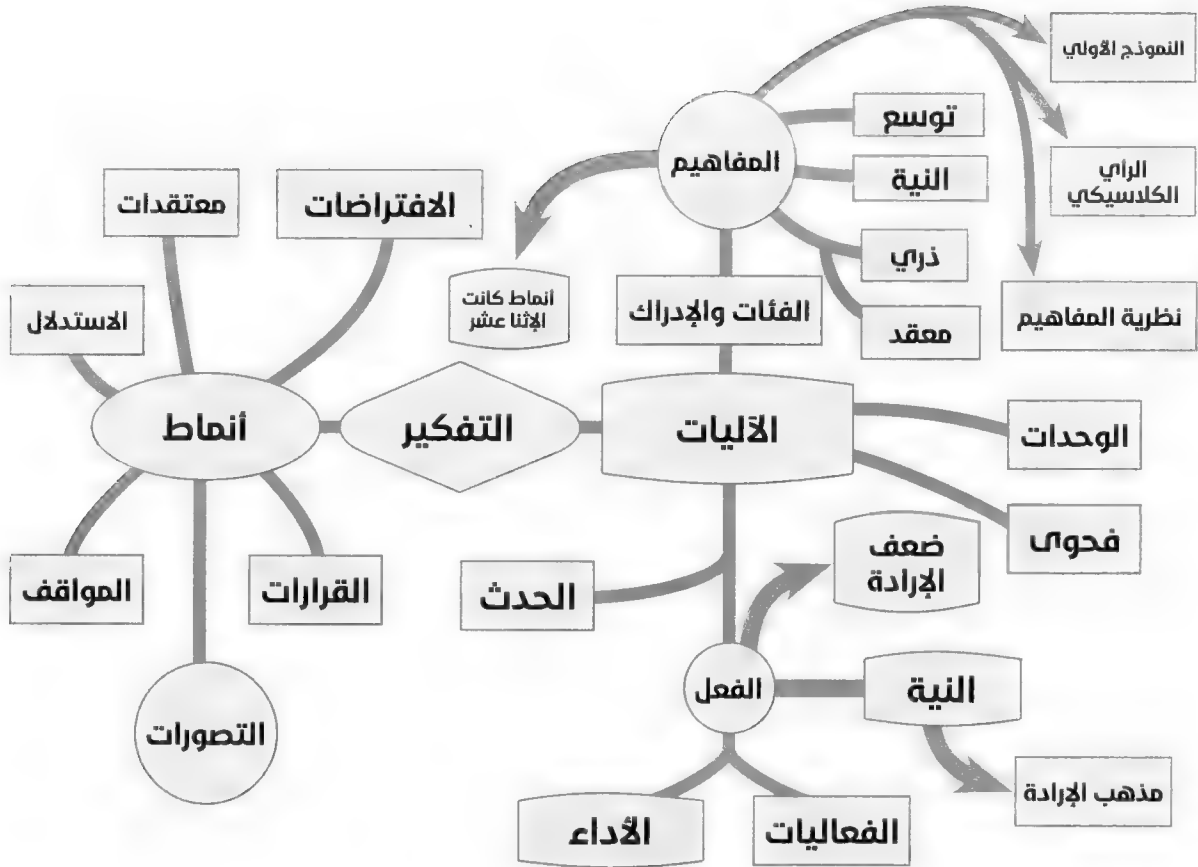 النموذج الأولي
توسع
المفاهيم
النية
الرأي
الكلاسيكي
معتقدات
الافتراضات
ذري
أنماط كانت
الإثنا عشر
الفئات والإدراك
نظرية المفاهيم
معقد
الاستدلال
أنماط
التفكير
الآليات
الوحدات
فحوى
ضعف
الإرادة
المواقف
القرارات
الحدث
الفعل
النية
التصورات
مذهب الإرادة
الأداء
الفعاليات